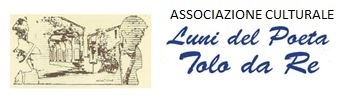 ASSOCIAZIONE CULTURALE
Luni del Poeta
Tolo da Re